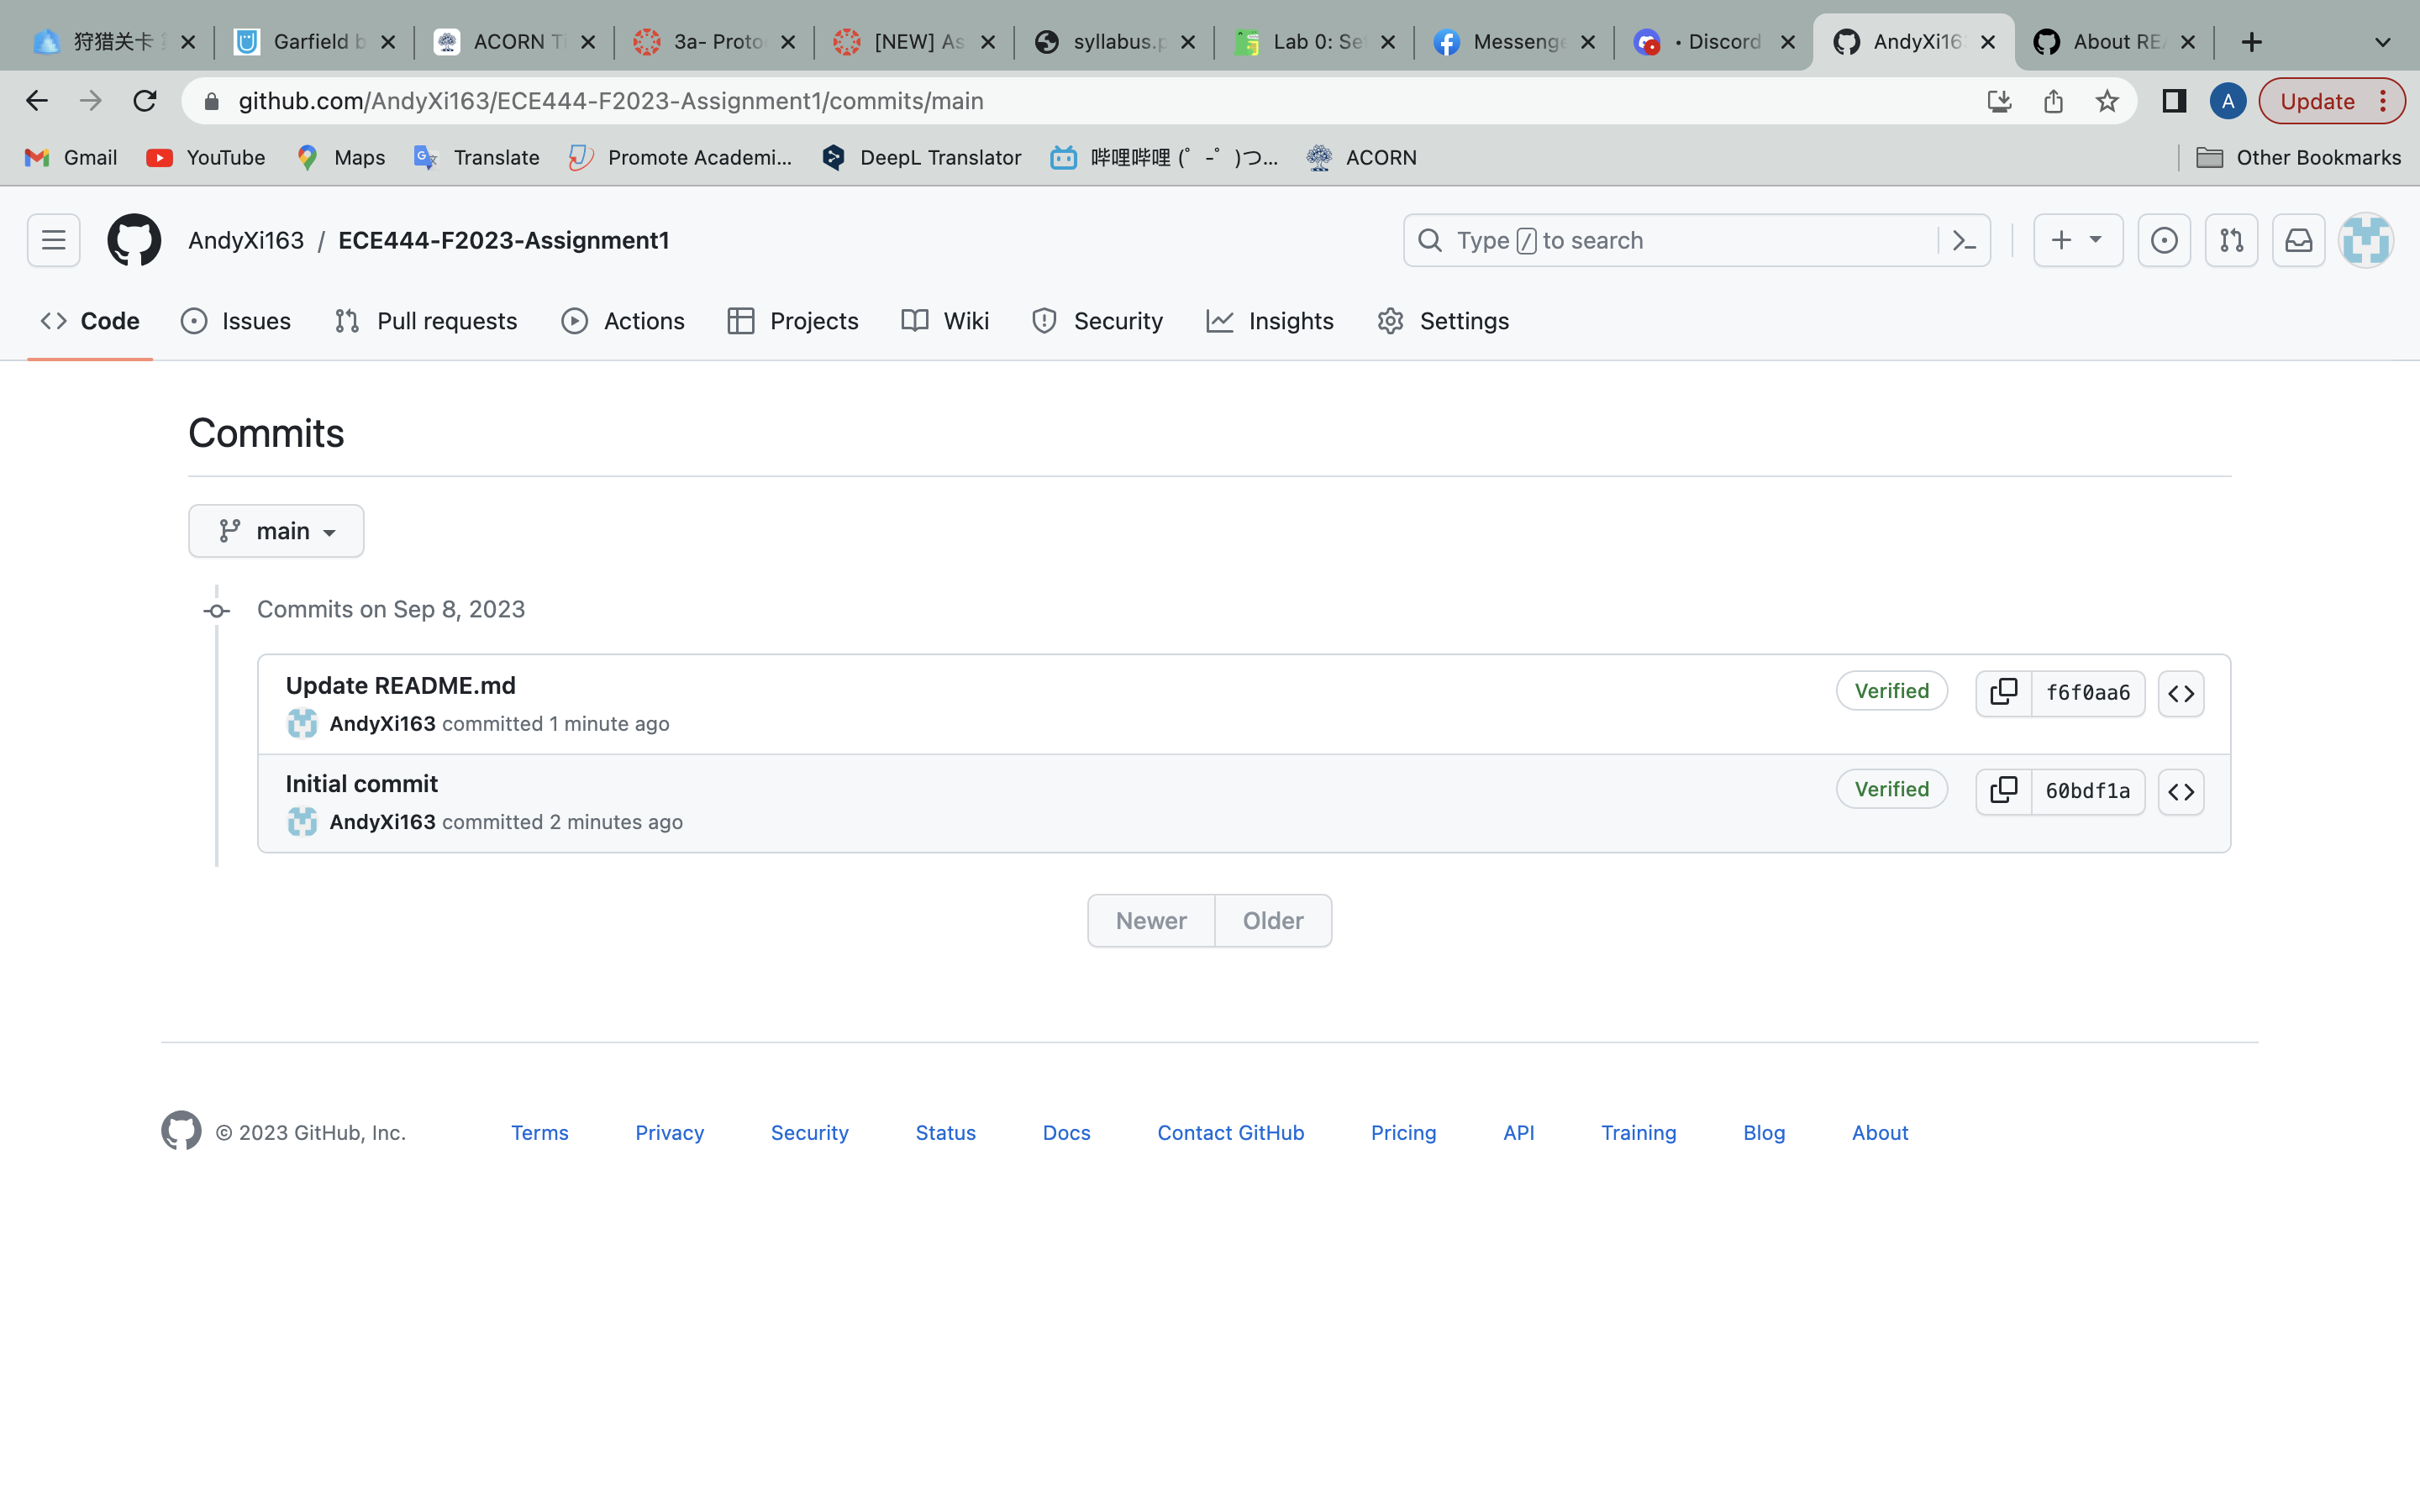 狩猎关卡 Garfield b ACORN Ti 3a- Proto [NEW] As syllabus.p Lab 0: Se Messenge • Discord AndyXi163 About REA
github.com/AndyXi163/ECE444-F2023-Assignment1/commits/main A Update
Gmail YouTube Maps Translate Promote Academi... DeepL Translator 哔哩哔哩 (゜-゜)つ... ACORN Other Bookmarks
AndyXi163 / ECE444-F2023-Assignment1 Type / to search
Code Issues Pull requests Actions Projects Wiki Security Insights Settings
Commits
main
Commits on Sep 8, 2023
Update README.md Verified f6f0aa6
AndyXi163 committed 1 minute ago
Initial commit Verified 60bdf1a
AndyXi163 committed 2 minutes ago
Newer Older
© 2023 GitHub, Inc. Terms Privacy Security Status Docs Contact GitHub Pricing API Training Blog About